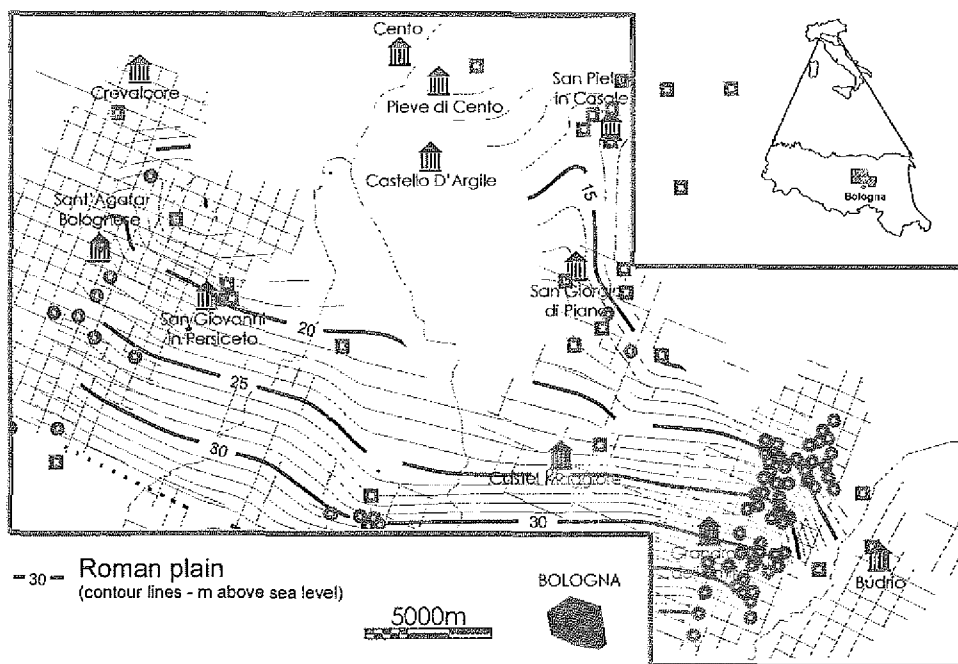 Cento
Crevalcore
Pieve di Cento
San Pietro
in Casale
Castello D'Argile
15
Sant'Agata
Bolognese
Bologna
San Giorgio
di Piano
San Giovanni
in Persiceto
20
25
30
Castel Maggiore
30
Budrio
30 Roman plain
(contour lines - m above sea level)
5000m
BOLOGNA